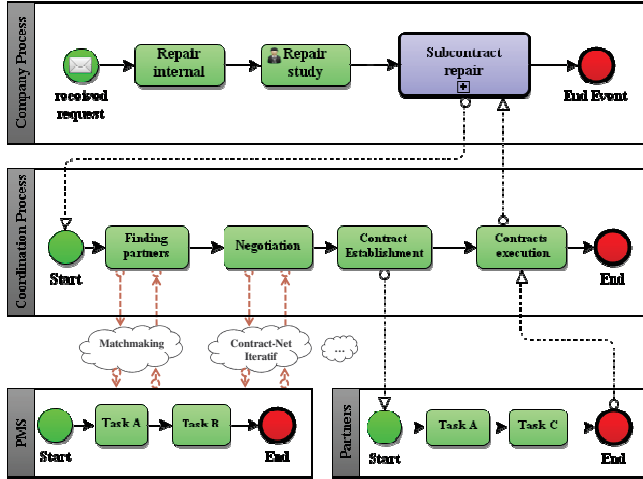 Company Process
Repair
internal
Repair
study
Subcontract
repair
received
request
End Event
Coordination Process
Finding
partners
Negotiation
Contract
Establishment
Contracts
execution
Start
End
Matchmaking
Contract-Net
Iteratif
...
PMS
Task A
Task B
Start
End
Partners
Task A
Task C
Start
End